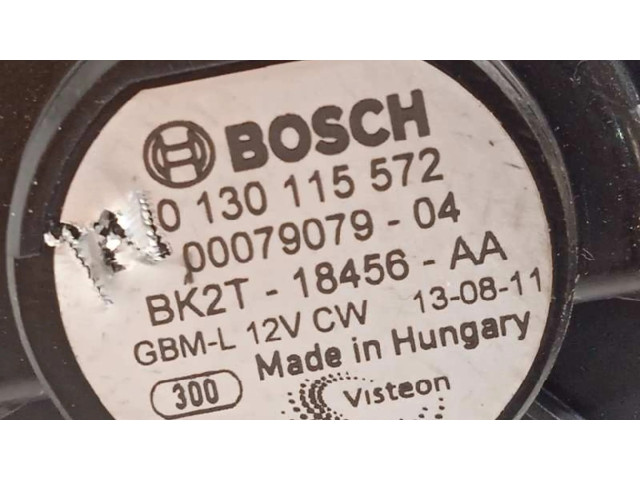 BOSCH
0 130 115 572
00079079 - 04
BK2T - 18456 - AA
GBM-L 12V CW 13-08-11
300 Made in Hungary
Visteon